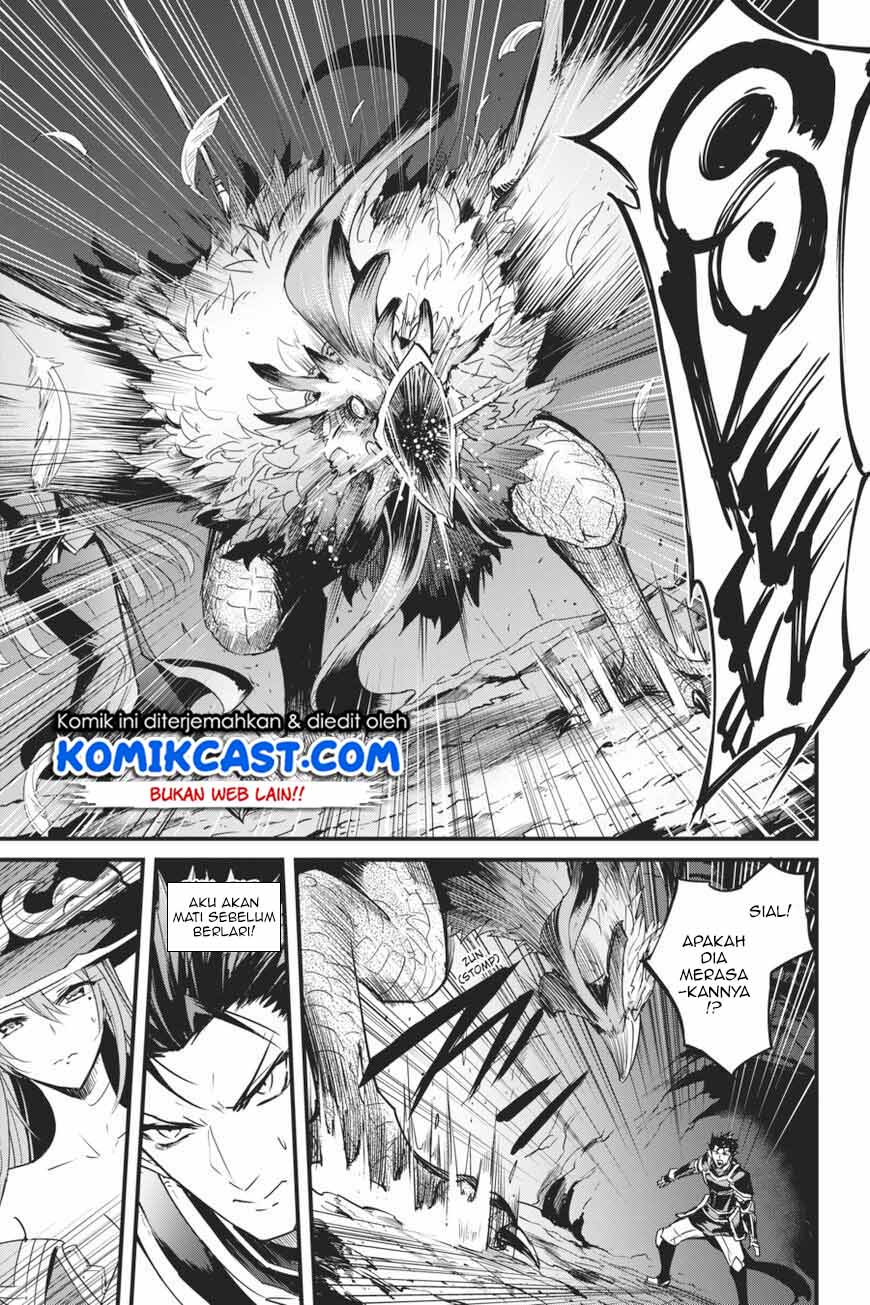 Komik ini diterjemahkan & diedit oleh
KOMIKCAST.COM
BUKAN WEB LAIN!!
SIAL!
APAKAH
DIA
MERASA
-KANNYA
!?
ZUN
(STOMP)
AKU AKAN
MATI SEBELUM
BERLARI!